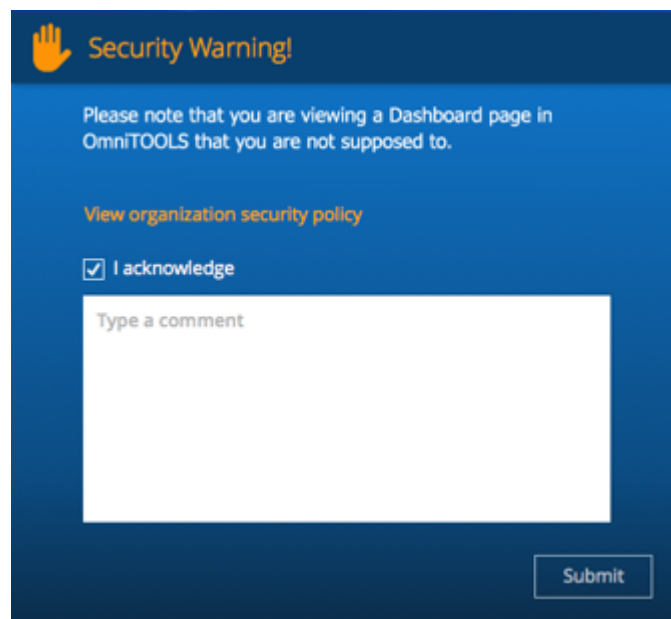 Security Warning!
Please note that you are viewing a Dashboard page in
OmniTOOLS that you are not supposed to.
View organization security policy
I acknowledge
Type a comment
Submit